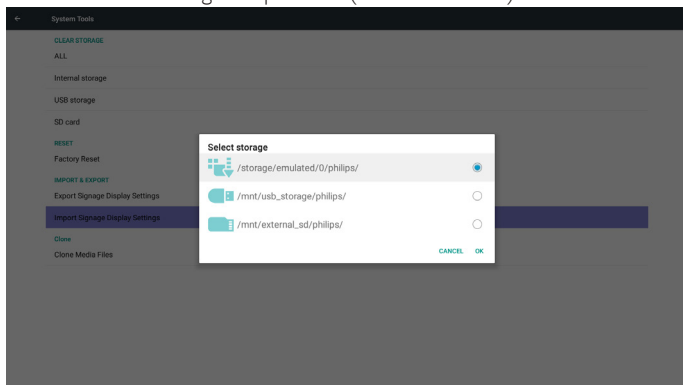 System Tools
CLEAR STORAGE
ALL
Internal storage
USB storage
SD card
RESET
Factory Reset
IMPORT & EXPORT
Export Signage Display Settings
Import Signage Display Settings
Clone
Clone Media Files
Select storage
/storage/emulated/0/philips/
/mnt/usb_storage/philips/
/mnt/external_sd/philips/
CANCEL OK